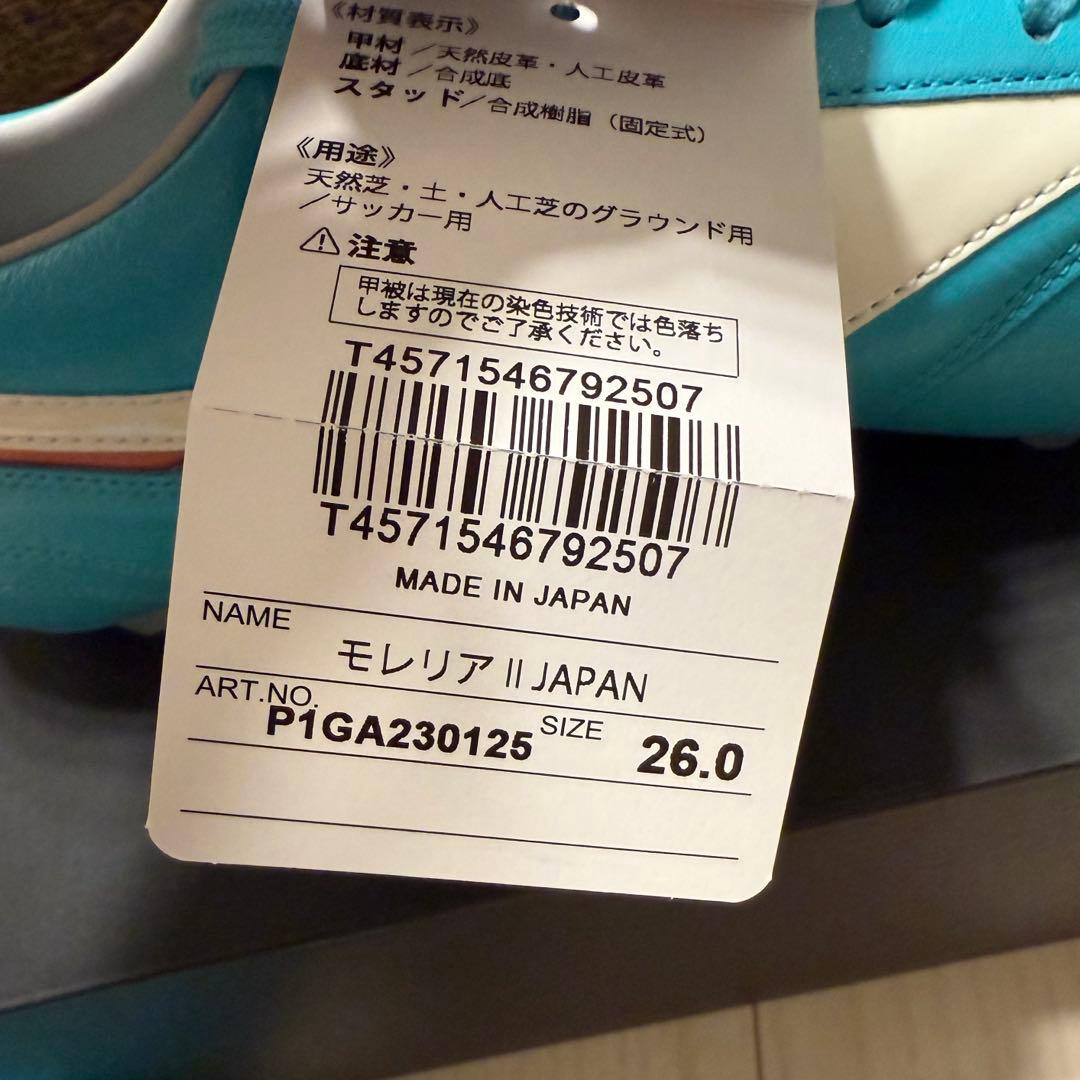 《材質表示》
甲材／天然皮革・人工皮革
底材／合成底
スタッド／合成樹脂（固定式）
《用途》
天然芝・土・人工芝のグラウンド用
／サッカー用
注意
甲被は現在の染色技術では色落ち
しますのでご了承ください。
T4571546792507
T4571546792507
MADE IN JAPAN
NAME
モレリア II JAPAN
ART.NO.
P1GA230125
SIZE
26.0